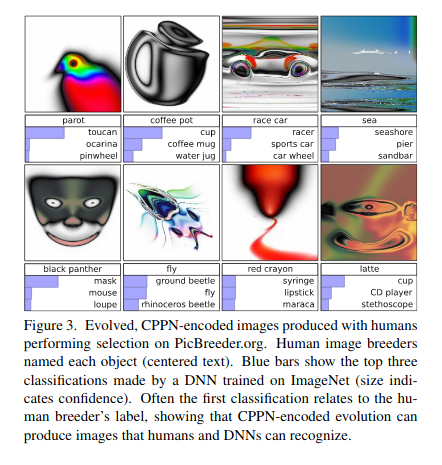 parrot
toucan
ocarina
pinwheel
coffee pot
cup
coffee mug
water jug
race car
racer
sports car
car wheel
sea
seashore
pier
sandbar
black panther
mask
mouse
loupe
fly
ground beetle
fly
rhinoceros beetle
red crayon
syringe
lipstick
maraca
latte
cup
CD player
stethoscope
Figure 3. Evolved, CPPN-encoded images produced with humans
performing selection on PicBreeder.org. Human image breeders
named each object (centered text). Blue bars show the top three
classifications made by a DNN trained on ImageNet (size indi-
cates confidence). Often the first classification relates to the hu-
man breeder's label, showing that CPPN-encoded evolution can
produce images that humans and DNNs can recognize.